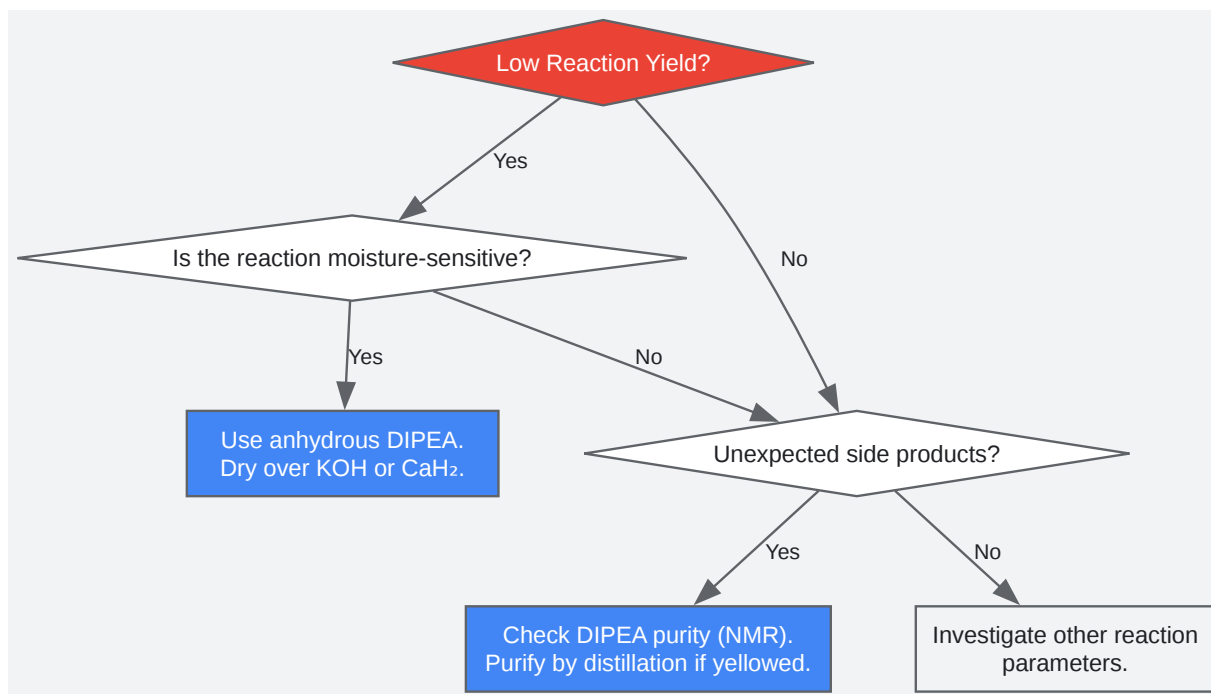 Low Reaction Yield?
Yes
Is the reaction moisture-sensitive?
No
Yes
No
Use anhydrous DIPEA.
Dry over KOH or CaH₂.
Unexpected side products?
Yes
No
Check DIPEA purity (NMR).
Purify by distillation if yellowed.
Investigate other reaction
parameters.